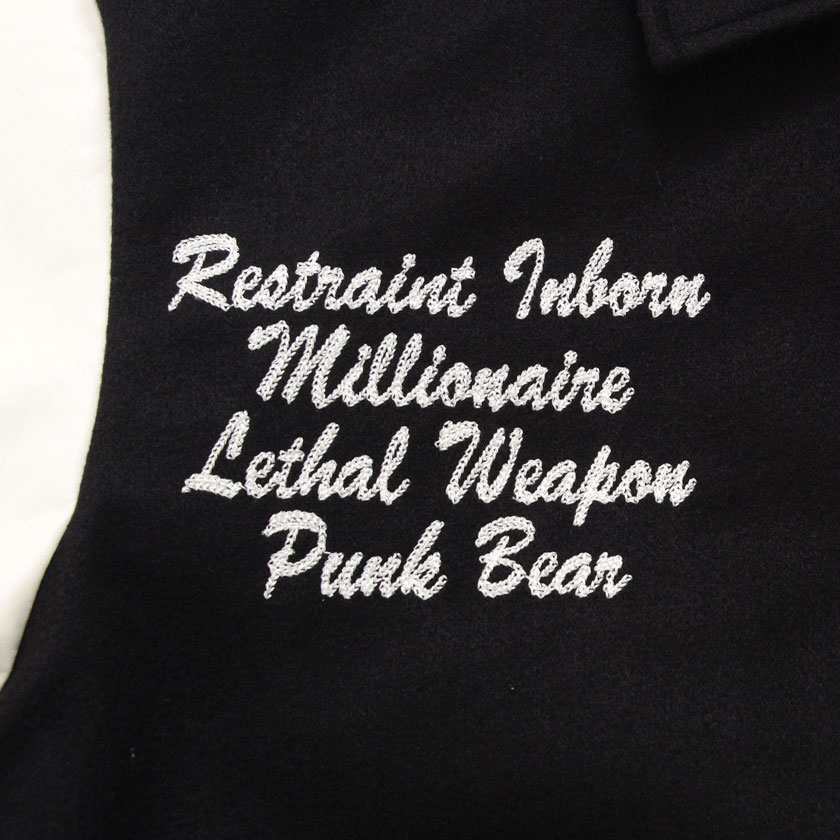 Restraint Inborn
Millionaire
Lethal Weapon
Punk Bear